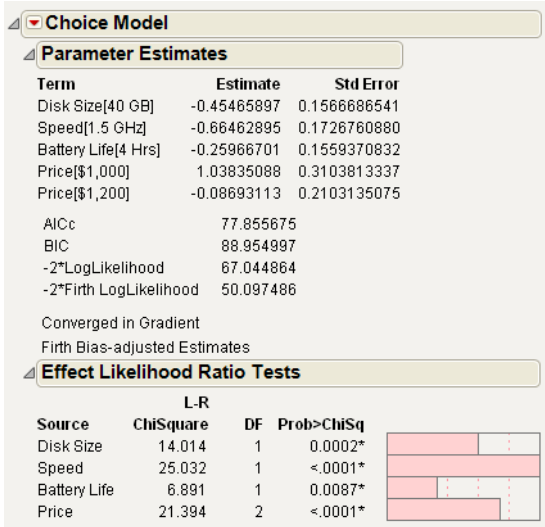 Choice Model
Parameter Estimates
Term Estimate Std Error
Disk Size[40 GB] -0.45465897 0.1566686541
Speed[1.5 GHz] -0.66462895 0.1726760880
Battery Life[4 Hrs] -0.25966701 0.1559370832
Price[$1,000] 1.03835088 0.3103813337
Price[$1,200] -0.08693113 0.2103135075
AICc 77.855675
BIC 88.954997
-2*LogLikelihood 67.044864
-2*Firth LogLikelihood 50.097486
Converged in Gradient
Firth Bias-adjusted Estimates
Effect Likelihood Ratio Tests
L-R
Source ChiSquare DF Prob>ChiSq
Disk Size 14.014 1 0.0002*
Speed 25.032 1 <.0001*
Battery Life 6.891 1 0.0087*
Price 21.394 2 <.0001*